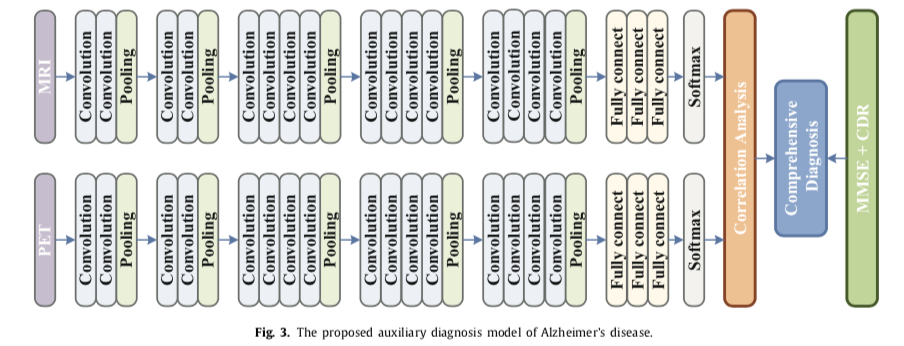 MRI
Convolution
Convolution
Pooling
Convolution
Convolution
Pooling
Convolution
Convolution
Convolution
Convolution
Pooling
Convolution
Convolution
Convolution
Convolution
Pooling
Convolution
Convolution
Convolution
Convolution
Pooling
Fully connect
Fully connect
Fully connect
Softmax
PET
Convolution
Convolution
Pooling
Convolution
Convolution
Pooling
Convolution
Convolution
Convolution
Convolution
Pooling
Convolution
Convolution
Convolution
Convolution
Pooling
Convolution
Convolution
Convolution
Convolution
Pooling
Fully connect
Fully connect
Fully connect
Softmax
Correlation Analysis
Comprehensive
Diagnosis
MMSE + CDR
Fig. 3. The proposed auxiliary diagnosis model of Alzheimer's disease.